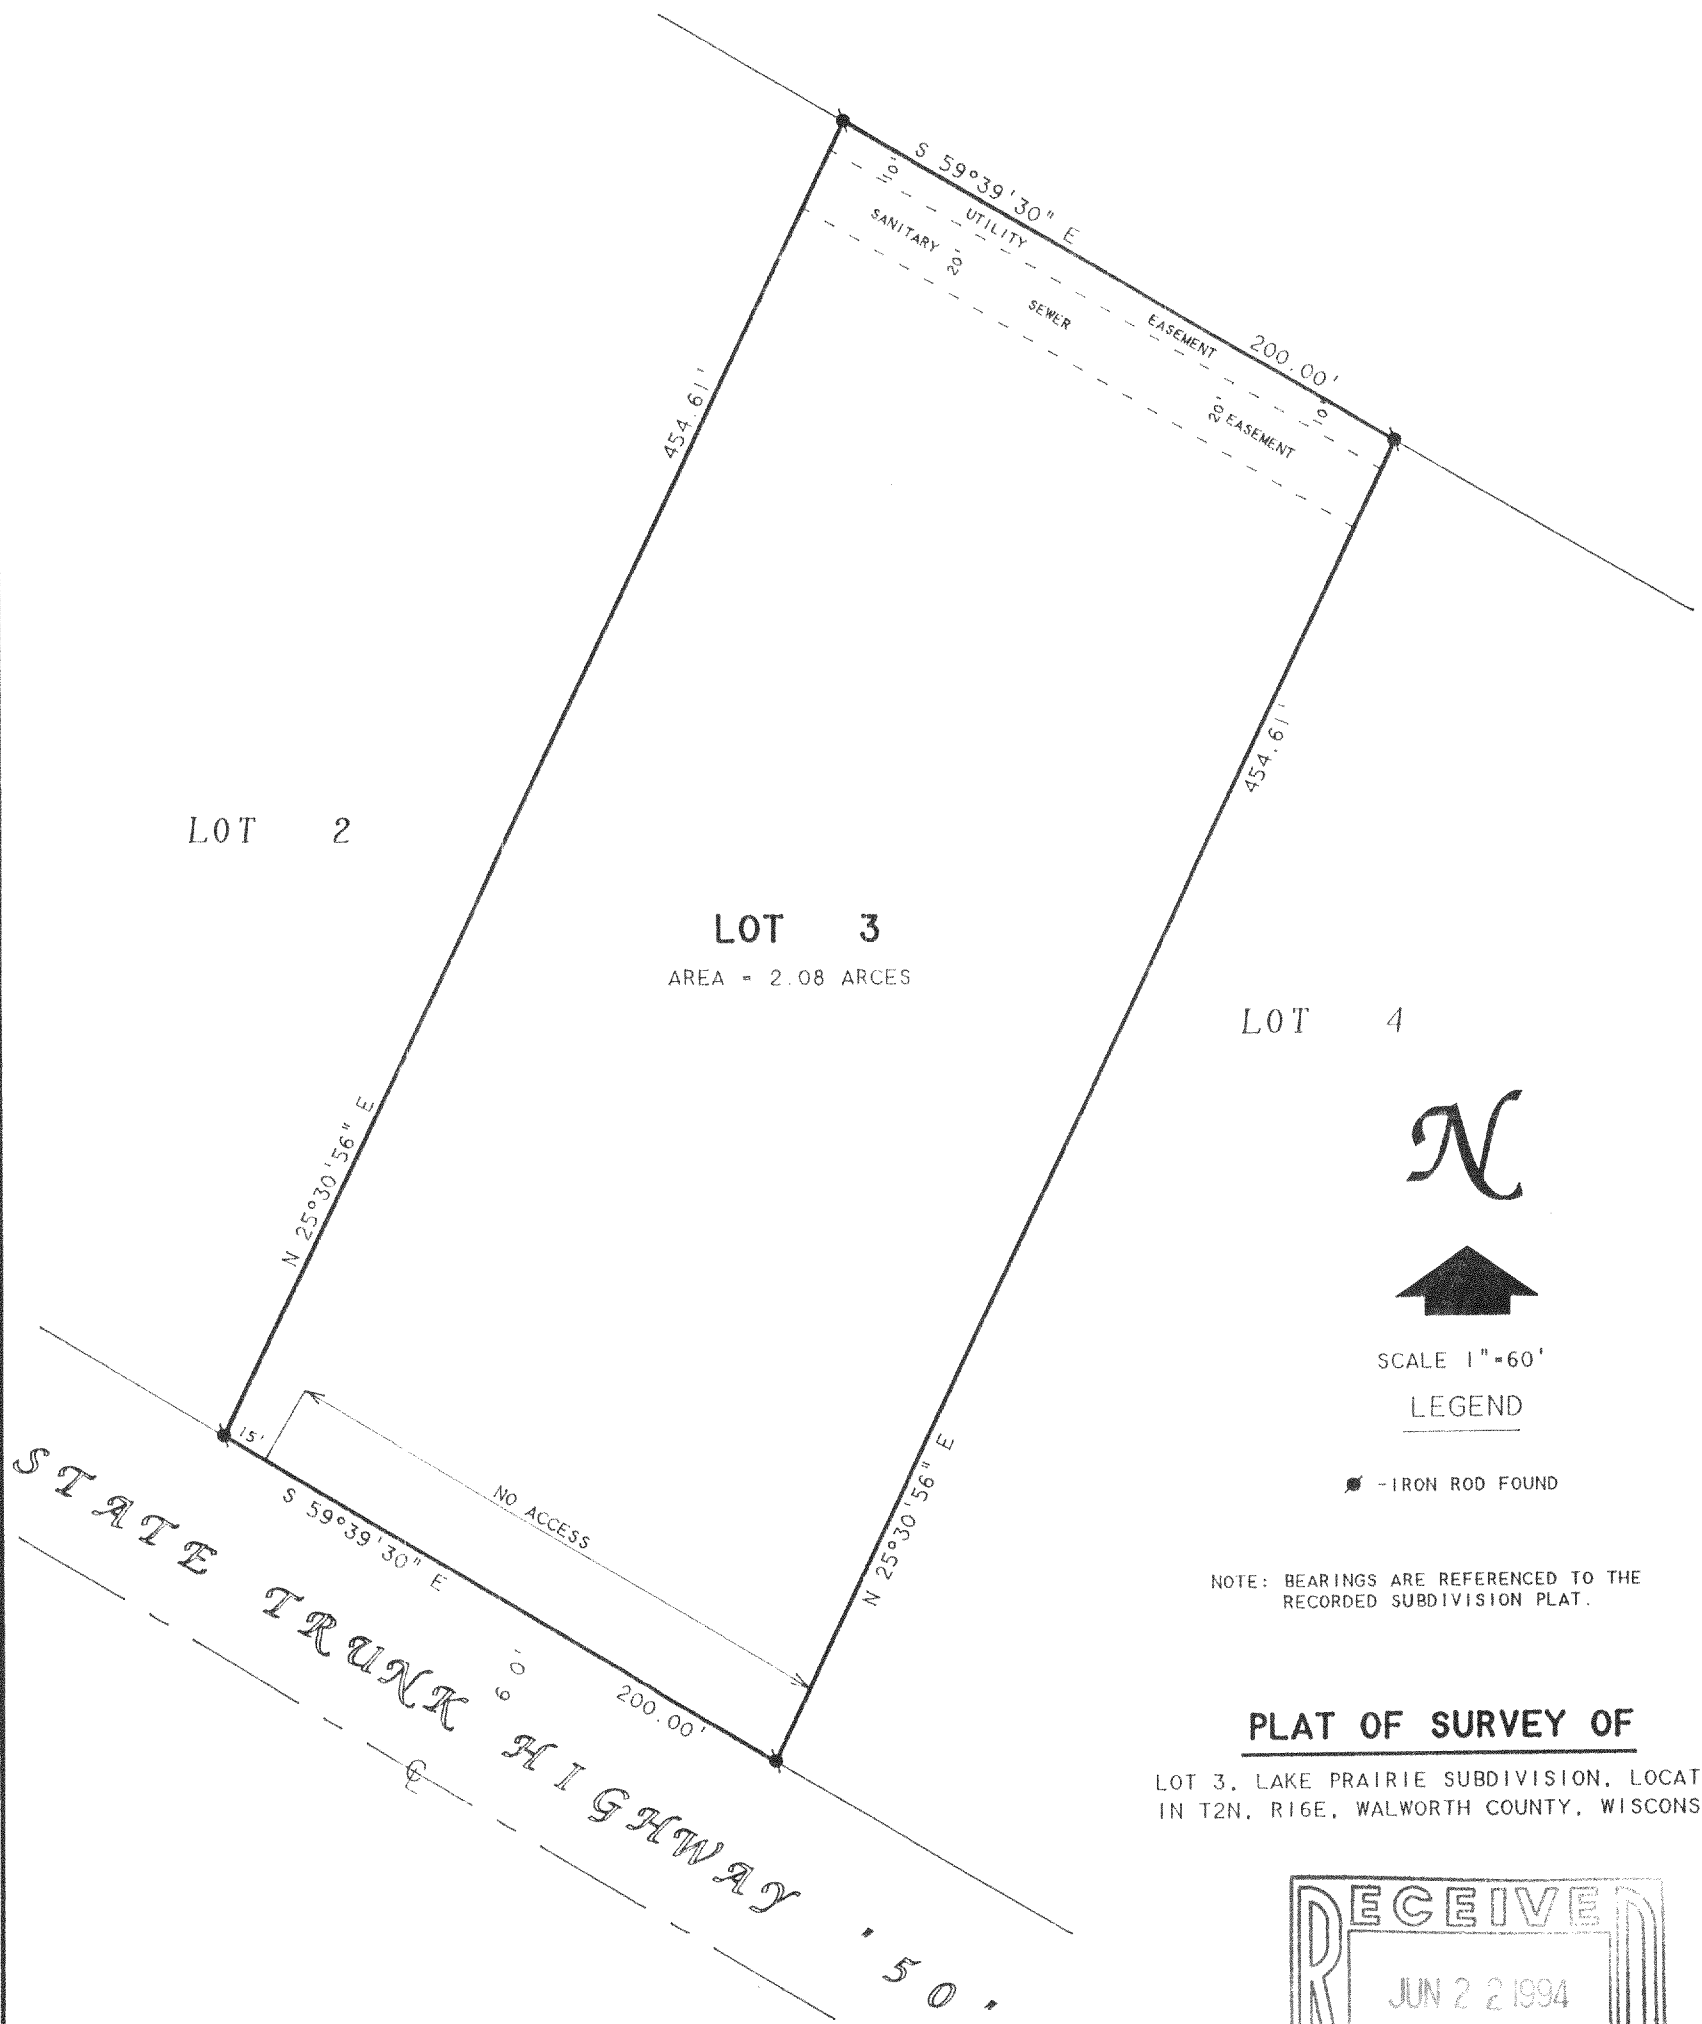 S 59°39'30" E
200.00'
10'
UTILITY
EASEMENT
10'
SANITARY
20'
SEWER
20'
EASEMENT
454.61'
454.61'
LOT 2
LOT 3
AREA = 2.08 ARCES
LOT 4
N
N 25°30'56" E
SCALE 1"=60'
LEGEND
-IRON ROD FOUND
15'
NO ACCESS
S 59°39'30" E
200.00'
N 25°30'56" E
60'
STATE TRUNK HIGHWAY '50'
℄
NOTE: BEARINGS ARE REFERENCED TO THE
RECORDED SUBDIVISION PLAT.
PLAT OF SURVEY OF
LOT 3, LAKE PRAIRIE SUBDIVISION, LOCAT
IN T2N, R16E, WALWORTH COUNTY, WISCONS
RECEIVED
JUN 22 1994